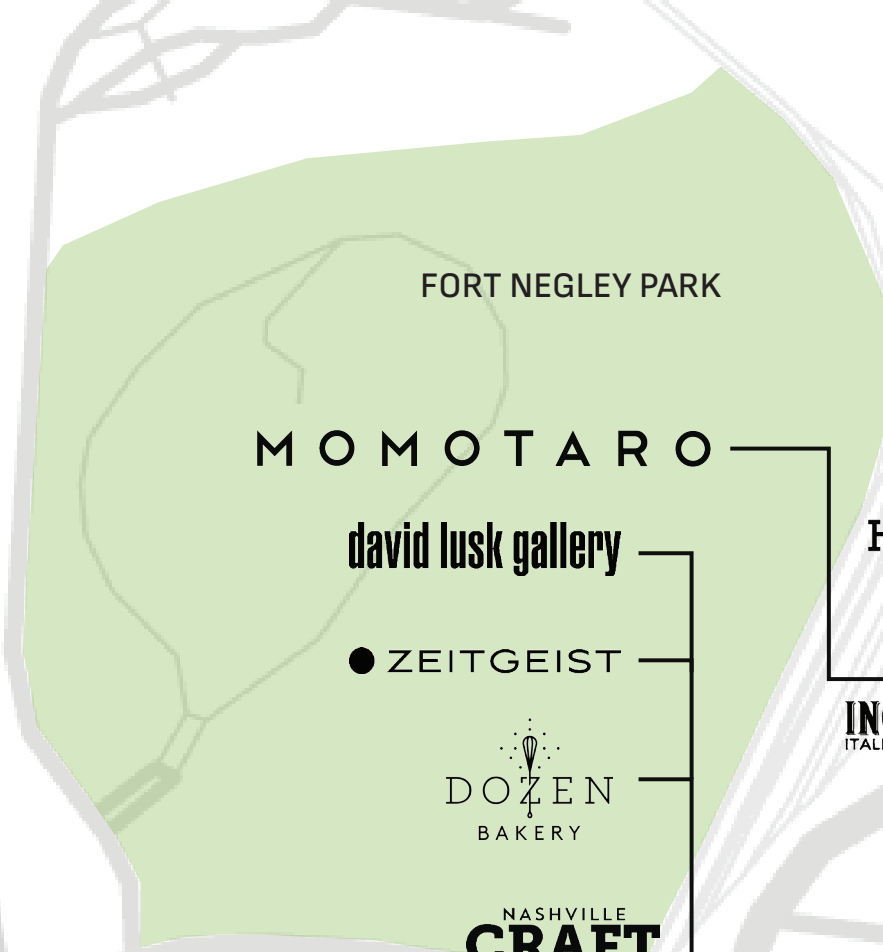 FORT NEGLEY PARK
MOMOTARO
david lusk gallery
ZEITGEIST
DOZEN
BAKERY
NASHVILLE
CRAFT